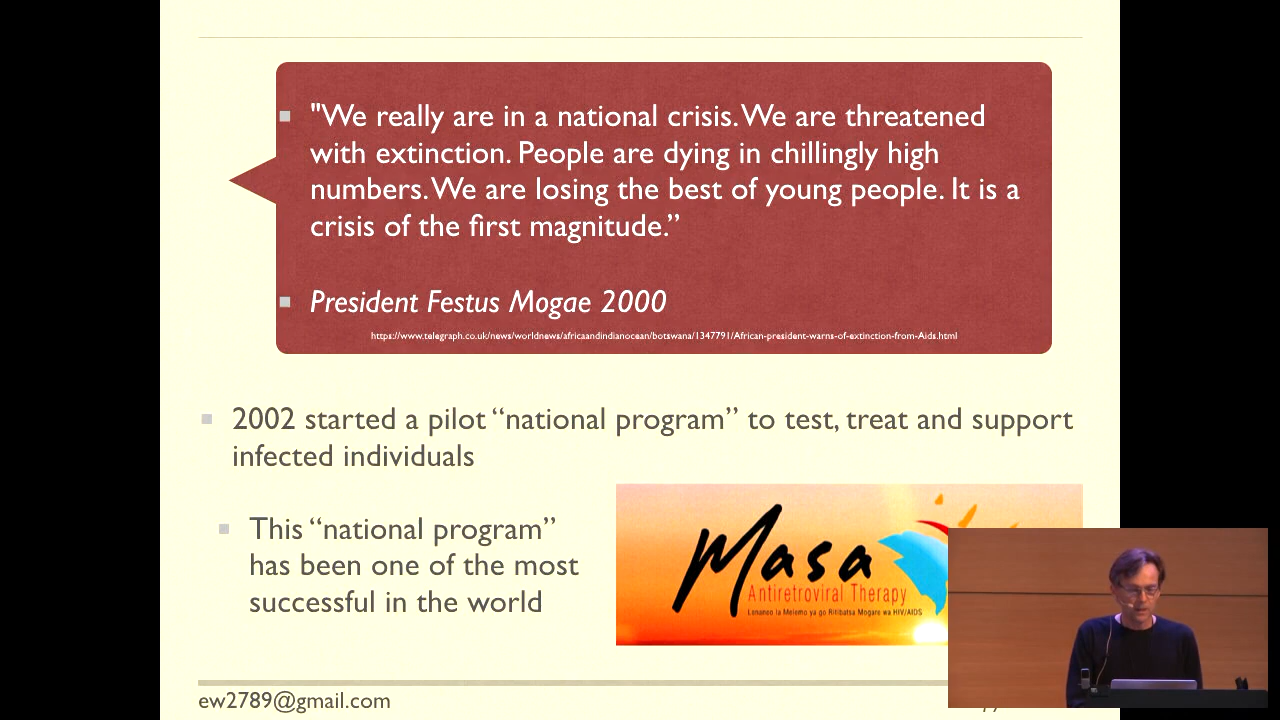 "We really are in a national crisis. We are threatened
with extinction. People are dying in chillingly high
numbers. We are losing the best of young people. It is a
crisis of the first magnitude.”
President Festus Mogae 2000
https://www.telegraph.co.uk/news/worldnews/africaandindianocean/botswana/1347791/African-president-warns-of-extinction-from-Aids.html
2002 started a pilot “national program” to test, treat and support
infected individuals
This “national program”
has been one of the most
successful in the world
Masa
Antiretroviral Therapy
Lenaneo la Melemo ya go Ritibatsa Mogare wa HIV/AIDS
ew2789@gmail.com